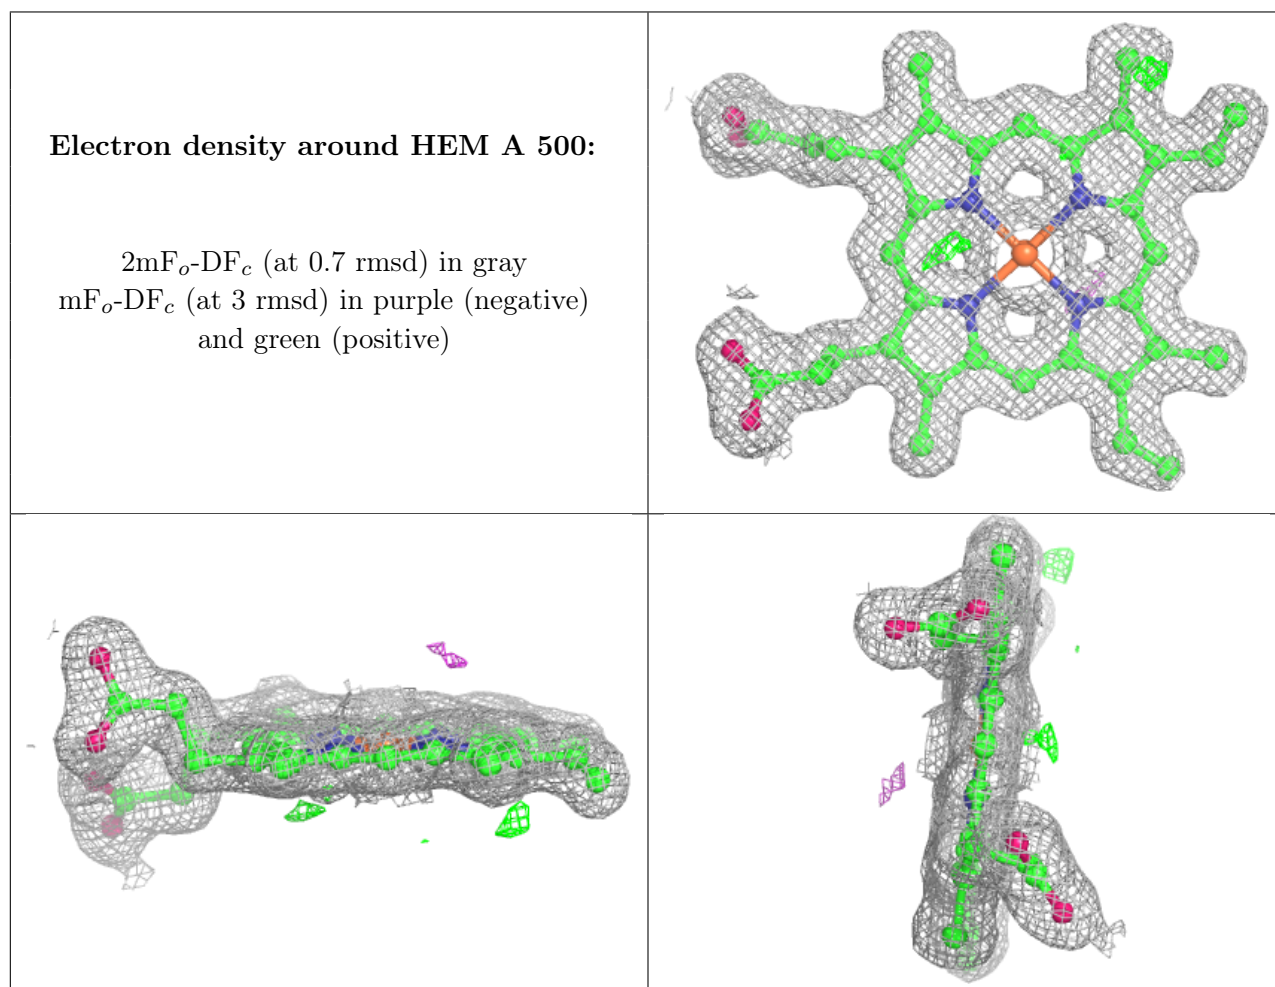 Electron density around HEM A 500:
2mFo-DFc (at 0.7 rmsd) in gray
mFo-DFc (at 3 rmsd) in purple (negative)
and green (positive)